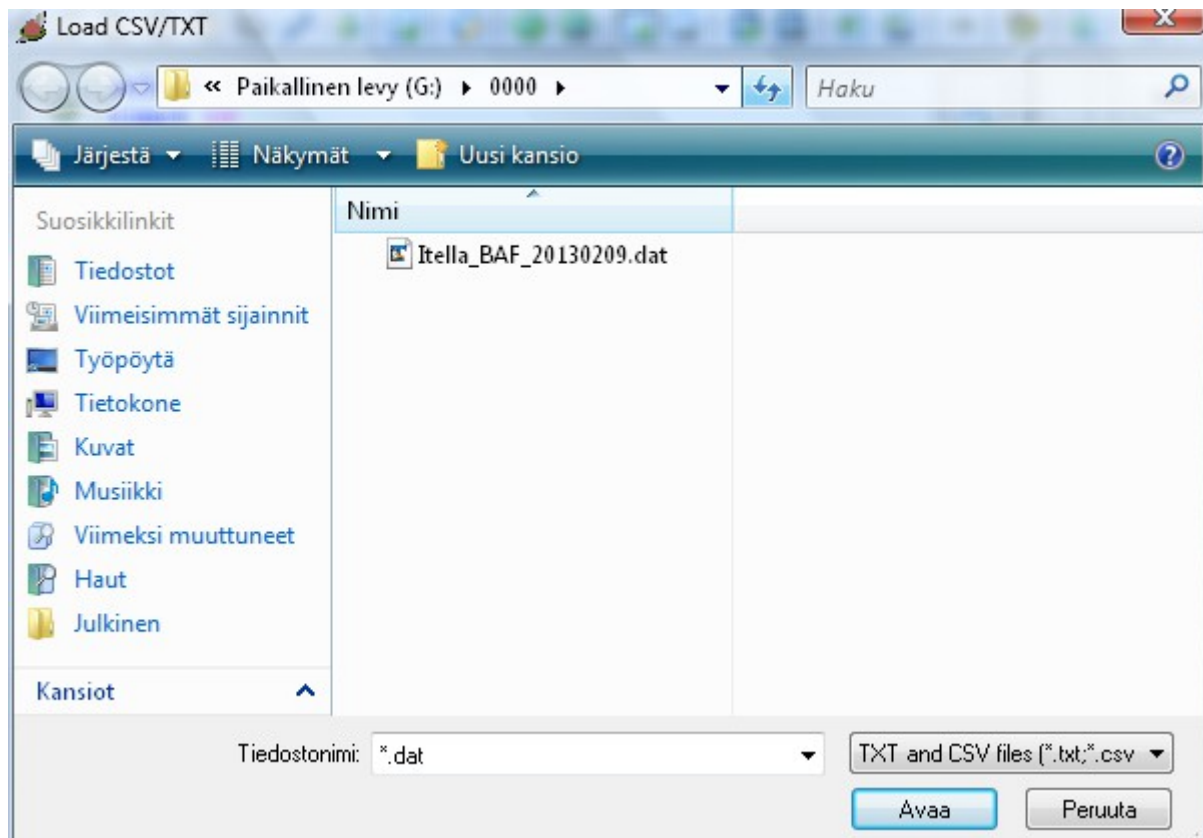 Load CSV/TXT
« Paikallinen levy (G:) ▸ 0000 ▸ Haku
Järjestä Näkymät Uusi kansio
Suosikkilinkit
Nimi
Itella_BAF_20130209.dat
Tiedostot
Viimeisimmät sijainnit
Työpöytä
Tietokone
Kuvat
Musiikki
Viimeksi muuttuneet
Haut
Julkinen
Kansiot
Tiedostonimi: *.dat TXT and CSV files (*.txt;*.csv
Avaa Peruuta